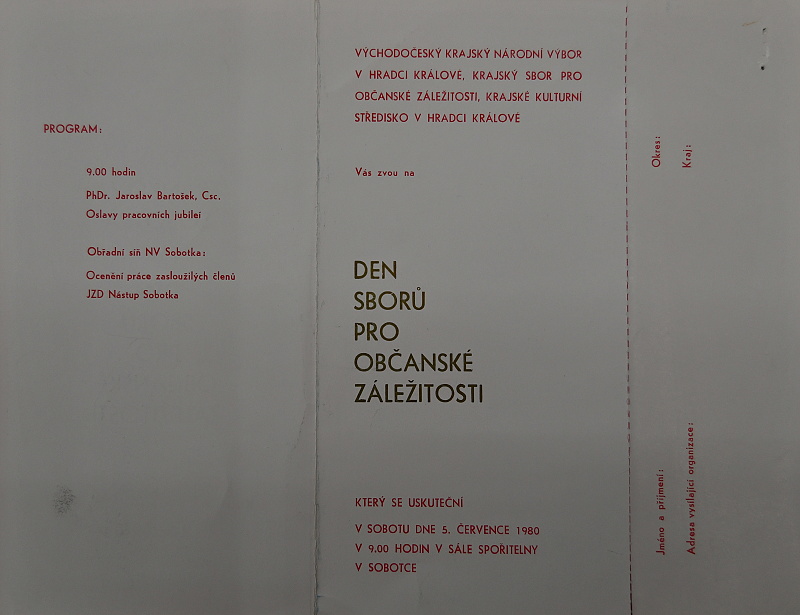 PROGRAM:
9.00 hodin
PhDr. Jaroslav Bartošek, Csc,
Oslavy pracovních jubileí
Obřadní síň NV Sobotka:
Ocenění práce zasloužilých členů
JZD Nástup Sobotka
VÝCHODOČESKÝ KRAJSKÝ NÁRODNÍ VÝBOR
V HRADCI KRÁLOVÉ, KRAJSKÝ SBOR PRO
OBČANSKÉ ZÁLEŽITOSTI, KRAJSKÉ KULTURNÍ
STŘEDISKO V HRADCI KRÁLOVÉ
Vás zvou na
DEN
SBORŮ
PRO
OBČANSKÉ
ZÁLEŽITOSTI
KTERÝ SE USKUTEČNÍ
V SOBOTU DNE 5. ČERVENCE 1980
V 9.00 HODIN V SÁLE SPOŘITELNY
V SOBOTCE
Jméno a příjmení:
Okres:
Adresa vysílající organizace:
Kraj: